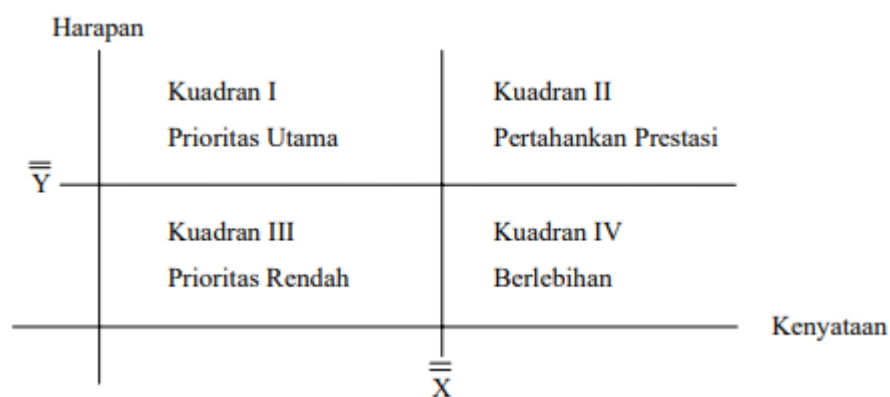 Harapan
Kuadran I
Prioritas Utama
Kuadran II
Pertahankan Prestasi
Y
Kuadran III
Prioritas Rendah
Kuadran IV
Berlebihan
Kenyataan
X